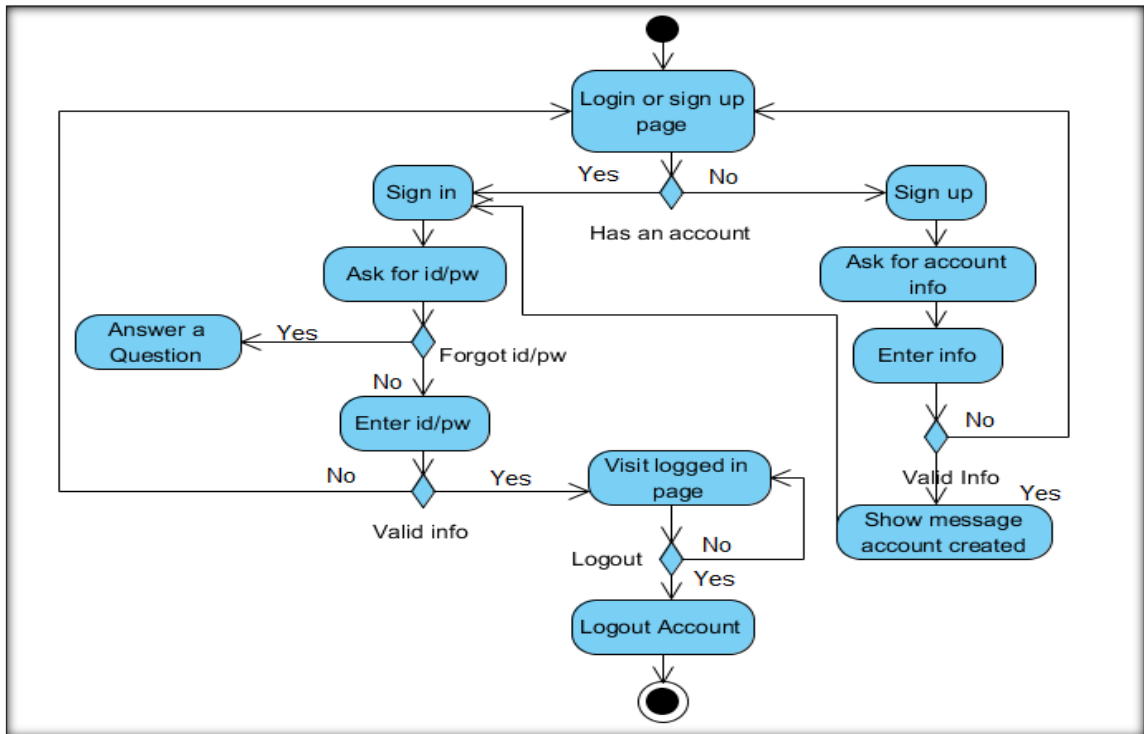 Login or sign up
page
Yes
No
Sign in
Sign up
Has an account
Ask for id/pw
Ask for account
info
Answer a
Question
Yes
Forgot id/pw
Enter info
No
Enter id/pw
No
No
Yes
Visit logged in
page
Valid Info
Yes
Valid info
Show message
account created
Logout
No
Yes
Logout Account